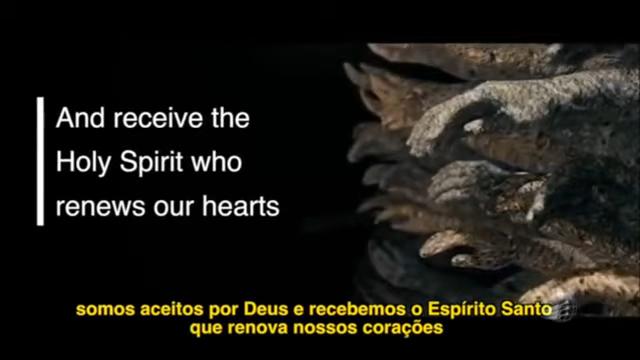 And receive the
Holy Spirit who
renews our hearts
somos aceitos por Deus e recebemos o Espírito Santo
que renova nossos corações